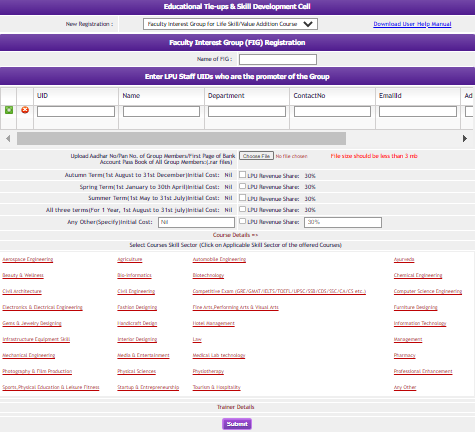 Educational Tie-ups & Skill Development Cell
New Registration : Faculty Interest Group for Life Skill/Value Addition Course Download User Help Manual
Faculty Interest Group (FIG) Registration
Name of FIG :
Enter LPU Staff UIDs who are the promoter of the Group
UID Name Department ContactNo EmailId Ad
Upload Aadhar No/Pan No. of Group Members/First Page of Bank Choose File No file chosen File size should be less than 3 mb
Account Pass Book of All Group Members:(.rar files)
Autumn Term(1st August to 31st December)Initial Cost: Nil LPU Revenue Share: 30%
Spring Term(1st January to 30th April)Initial Cost: Nil LPU Revenue Share: 30%
Summer Term(1st May to 31st July)Initial Cost: Nil LPU Revenue Share: 30%
All three terms(For 1 Year, 1st August to 31st July)Initial Cost: Nil LPU Revenue Share: 30%
Any Other(Specify)Initial Cost: Nil LPU Revenue Share: 30%
Course Details =>
Select Courses Skill Sector (Click on Applicable Skill Sector of the offered Courses)
Aerospace Engineering Agriculture Automobile Engineering Ayurveda
Beauty & Wellness Bio-Informatics Biotechnology Chemical Engineering
Civil Architecture Civil Engineering Competitive Exam (GRE/GMAT/IELTS/TOEFL/UPSC/SSB/CDS/SSC/CA/CS etc.) Computer Science Engineering
Electronics & Electrical Engineering Fashion Designing Fine Arts,Performing Arts & Visual Arts Furniture Designing
Gems & Jewelry Designing Handicraft Design Hotel Management Information Technology
Infrastructure Equipment Skill Interior Designing Law Management
Mechanical Engineering Media & Entertainment Medical Lab technology Pharmacy
Photography & Film Production Physical Sciences Physiotherapy Professional Enhancement
Sports,Physical Education & Leisure Fitness Startup & Entrepreneurship Tourism & Hospitality Any Other
Trainer Details
Submit